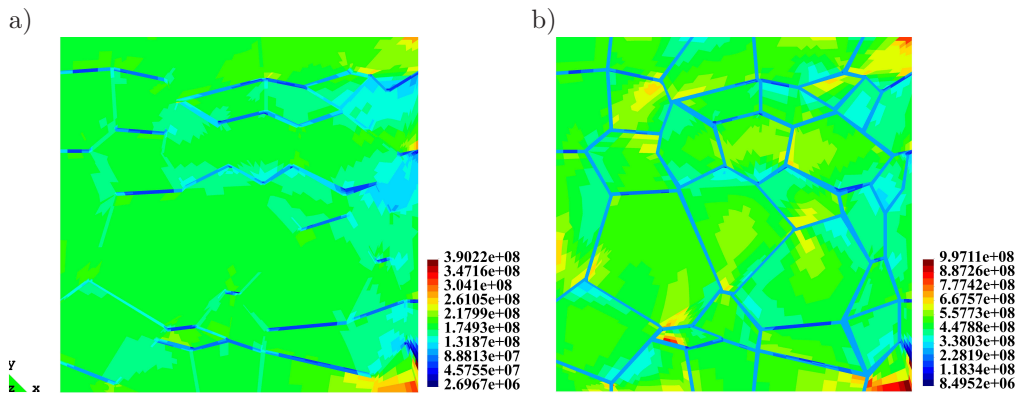 a)
b)
3.9022e+08
3.4716e+08
3.041e+08
2.6105e+08
2.1799e+08
1.7493e+08
1.3187e+08
8.8813e+07
4.5755e+07
2.6967e+06
9.9711e+08
8.8726e+08
7.7742e+08
6.6757e+08
5.5773e+08
4.4788e+08
3.3803e+08
2.2819e+08
1.1834e+08
8.4952e+06
Y
z x